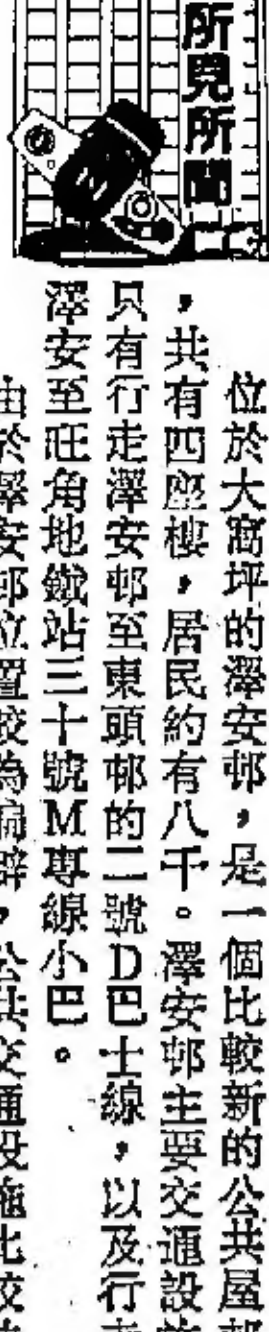 所見所聞
位於大窩坪的澤安邨,是一個比較新的公共屋邨
,共有四座樓,居民約有八千。澤安邨主要交通設施
只有行走澤安邨至東頭邨的二號D巴士線,以及行走
澤安至旺角地鐵站三十號M專線小巴。
由於澤安邨位置較為偏僻,公共交通設施比較